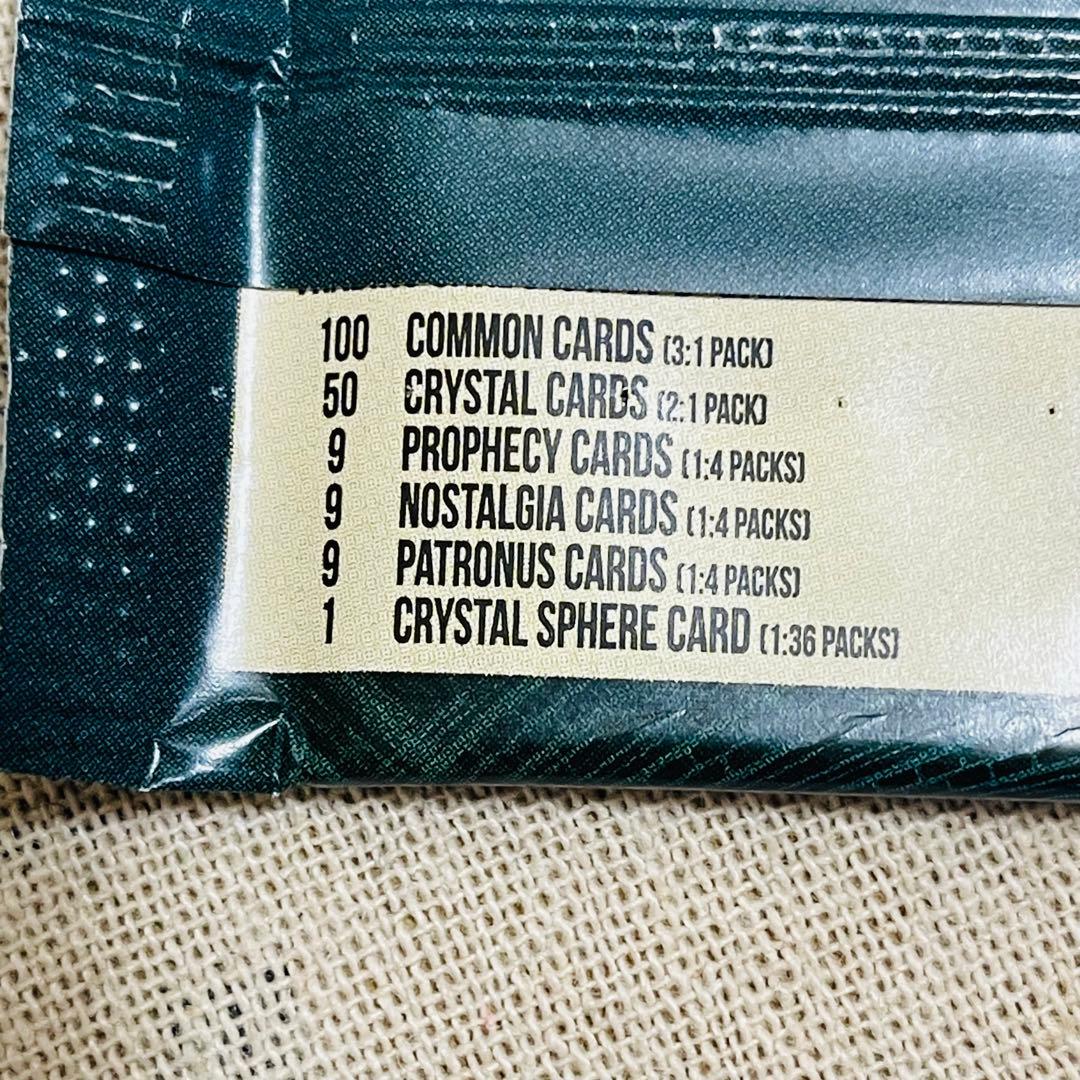 100 COMMON CARDS (3:1 PACK)
50 CRYSTAL CARDS (2:1 PACK)
9 PROPHECY CARDS (1:4 PACKS)
9 NOSTALGIA CARDS (1:4 PACKS)
9 PATRONUS CARDS (1:4 PACKS)
1 CRYSTAL SPHERE CARD (1:36 PACKS)